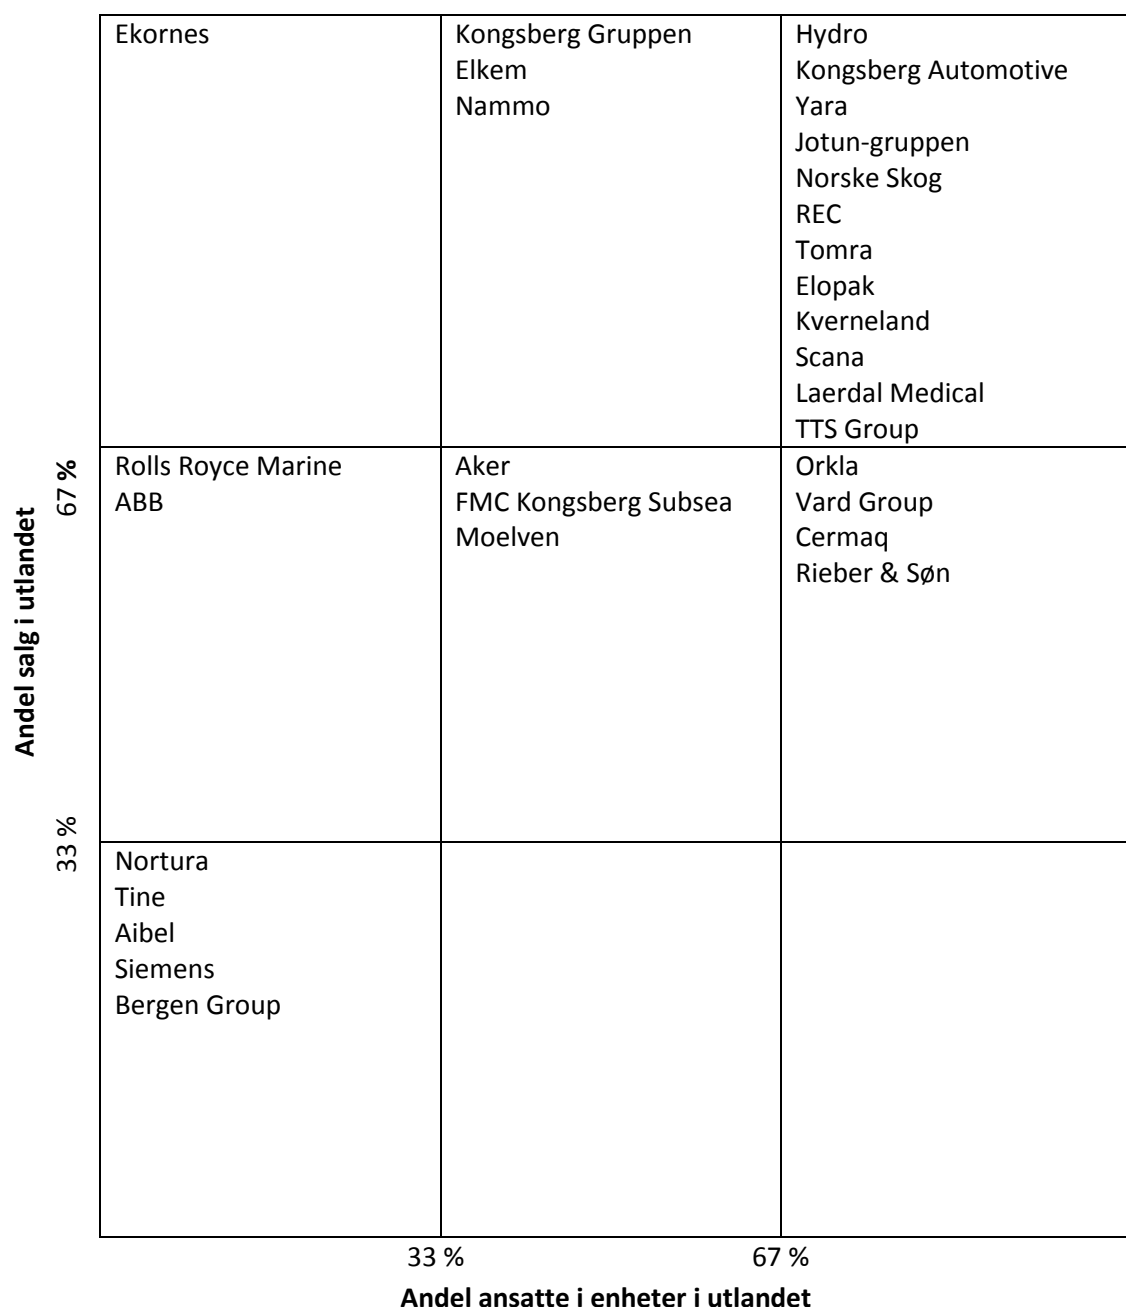 Ekornes
Kongsberg Gruppen
Elkem
Nammo
Hydro
Kongsberg Automotive
Yara
Jotun-gruppen
Norske Skog
REC
Tomra
Elopak
Kverneland
Scana
Laerdal Medical
TTS Group
Rolls Royce Marine
ABB
Aker
FMC Kongsberg Subsea
Moelven
Orkla
Vard Group
Cermaq
Rieber & Søn
Nortura
Tine
Aibel
Siemens
Bergen Group
Andel salg i utlandet
67 %
33 %
33 %
67 %
Andel ansatte i enheter i utlandet